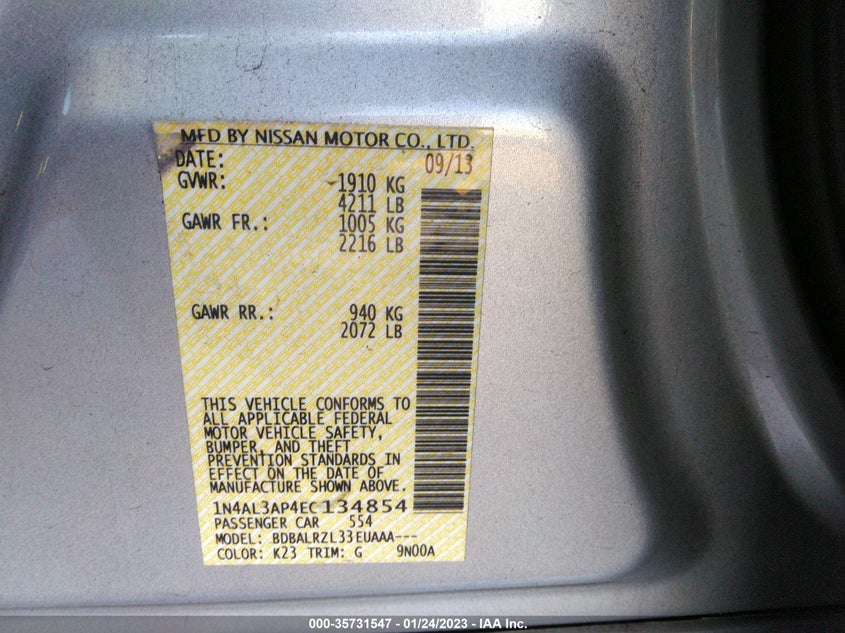 MFD BY NISSAN MOTOR CO., LTD.
DATE: 09/13
GVWR: 1910 KG
4211 LB
GAWR FR.: 1005 KG
2216 LB
GAWR RR.: 940 KG
2072 LB
THIS VEHICLE CONFORMS TO
ALL APPLICABLE FEDERAL
MOTOR VEHICLE SAFETY,
BUMPER, AND THEFT
PREVENTION STANDARDS IN
EFFECT ON THE DATE OF
MANUFACTURE SHOWN ABOVE.
1N4AL3AP4EC134854
PASSENGER CAR 554
MODEL: BDBALRZL33EUAAA---
COLOR: K23 TRIM: G 9N00A
000-35731547 - 01/24/2023 - IAA Inc.